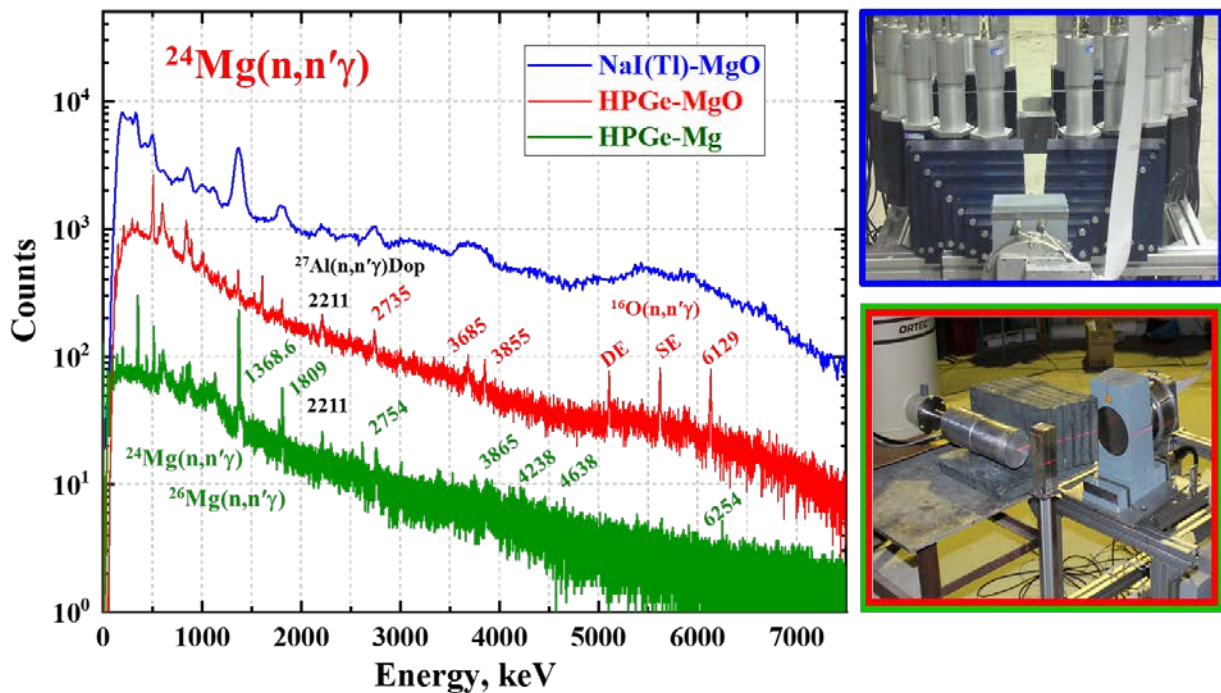 ²⁴Mg(n,n'γ)
NaI(Tl)-MgO
HPGe-MgO
HPGe-Mg
²⁷Al(n,n'γ)Dop
2211
2735
3685
3855
¹⁶O(n,n'γ)
DE
SE
6129
1368.6
1809
2211
2754
3865
4238
4638
6254
²⁴Mg(n,n'γ)
²⁶Mg(n,n'γ)
10⁴
10³
10²
10¹
10⁰
Counts
0 1000 2000 3000 4000 5000 6000 7000
Energy, keV
ORTEC